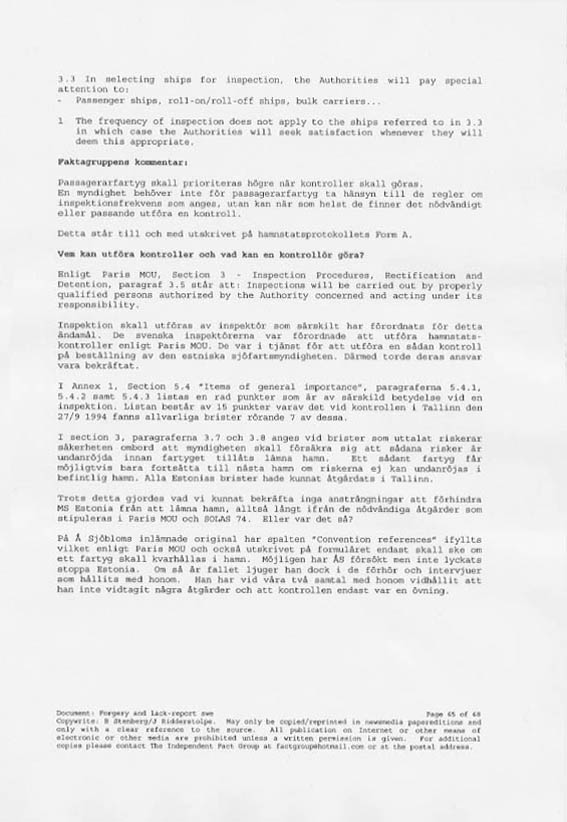 3.3 In selecting ships for inspection, the Authorities will pay special
attention to:
- Passenger ships, roll-on/roll-off ships, bulk carriers...
1 The frequency of inspection does not apply to the ships referred to in 3.3
in which case the Authorities will seek satisfaction whenever they will
deem this appropriate.
Faktagruppens kommentar:
Passagerarfartyg skall prioriteras högre när kontroller skall göras.
En myndighet behöver inte för passagerarfartyg ta hänsyn till de regler om
inspektionsfrekvens som anges, utan kan när som helst de finner det nödvändigt
eller passande utföra en kontroll.
Detta står till och med utskrivet på hamnstatsprotokollets Form A.
Vem kan utföra kontroller och vad kan en kontrollör göra?
Enligt Paris MOU, Section 3 - Inspection Procedures, Rectification and
Detention, paragraf 3.5 står att: Inspections will be carried out by properly
qualified persons authorized by the Authority concerned and acting under its
responsibility.
Inspektion skall utföras av inspektör som särskilt har förordnats för detta
ändamål. De svenska inspektörerna var förordnade att utföra hamnstats-
kontroller enligt Paris MOU. De var i tjänst för att utföra en sådan kontroll
på beställning av den estniska sjöfartsmyndigheten. Därmed torde deras ansvar
vara bekräftat.
I Annex 1, Section 5.4 "Items of general importance", paragraferna 5.4.1,
5.4.2 samt 5.4.3 listas en rad punkter som är av särskild betydelse vid en
inspektion. Listan består av 15 punkter varav det vid kontrollen i Tallinn den
27/9 1994 fanns allvarliga brister rörande 7 av dessa.
I section 3, paragraferna 3.7 och 3.8 anges vid brister som uttalat riskerar
säkerheten ombord att myndigheten skall försäkra sig att sådana risker är
undanröjda innan fartyget tillåts lämna hamn. Ett sådant fartyg får
möjligtvis bara fortsätta till nästa hamn om riskerna ej kan undanröjas i
befintlig hamn. Alla Estonias brister hade kunnat åtgärdats i Tallinn.
Trots detta gjordes vad vi kunnat bekräfta inga ansträngningar att förhindra
MS Estonia från att lämna hamn, alltså långt ifrån de nödvändiga åtgärder som
stipuleras i Paris MOU och SOLAS 74. Eller var det så?
På Å Sjöbloms inlämnade original har spalten "Convention references" ifyllts
vilket enligt Paris MOU och också utskrivet på formuläret endast skall ske om
ett fartyg skall kvarhållas i hamn. Möjligen har ÅS försökt men inte lyckats
stoppa Estonia. Om så är fallet ljuger han dock i de förhör och intervjuer
som hållits med honom. Han har vid våra två samtal med honom vidhållit att
han inte vidtagit några åtgärder och att kontrollen endast var en övning.
Document: Forgery and lack-report swe Page 65 of 68
Copywrite: B Stenberg/J Ridderstolpe. May only be copied/reprinted in newsmedia papereditions and
only with a clear reference to the source. All publication on Internet or other means of
electronic or other media are prohibited unless a written permission is given. For additional
copies please contact The Independent Fact Group at factgroup@hotmail.com or at the postal address.